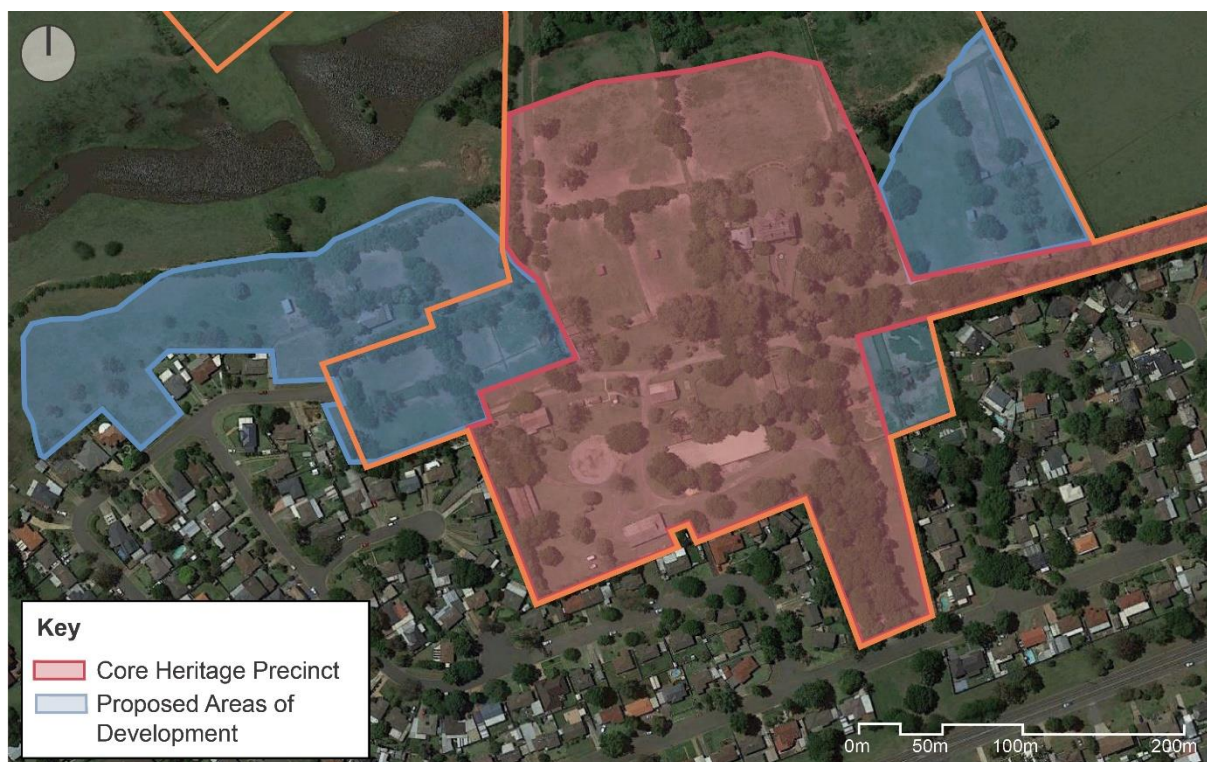 Key
Core Heritage Precinct
Proposed Areas of
Development
0m 50m 100m 200m